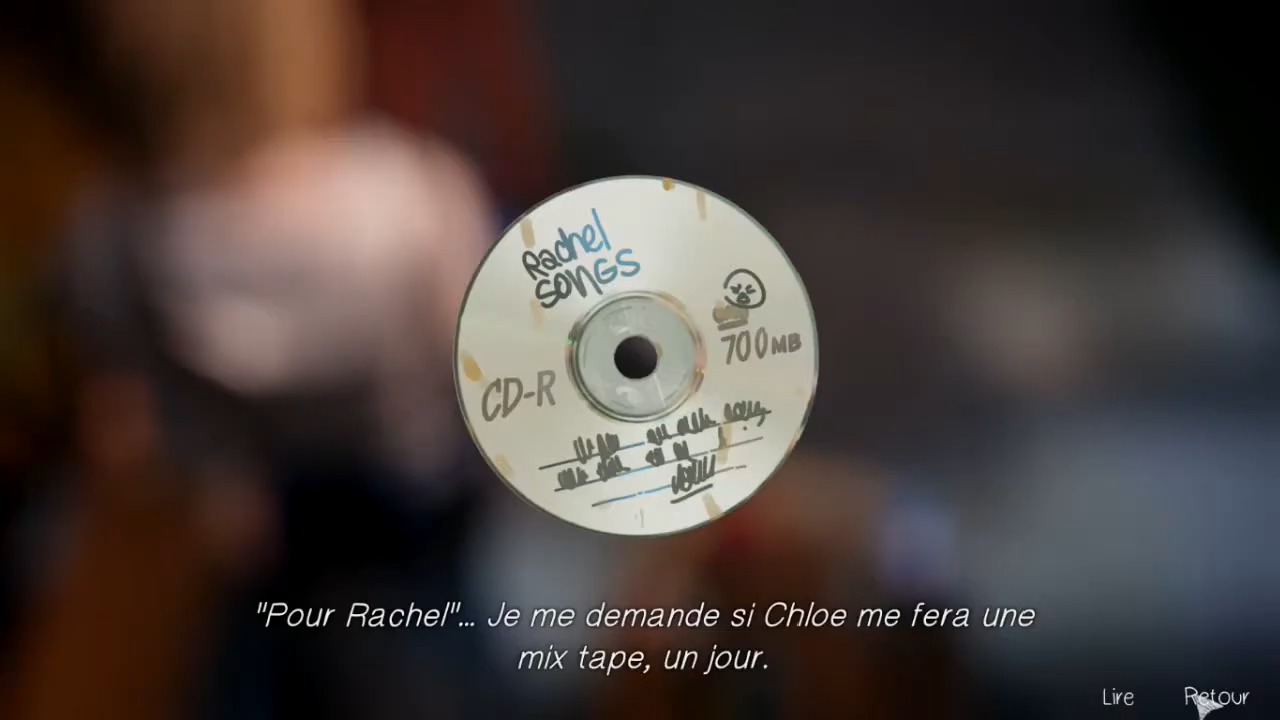 Rachel
SONGS
700MB
CD-R
"Pour Rachel"... Je me demande si Chloe me fera une
mix tape, un jour.
Lire Retour